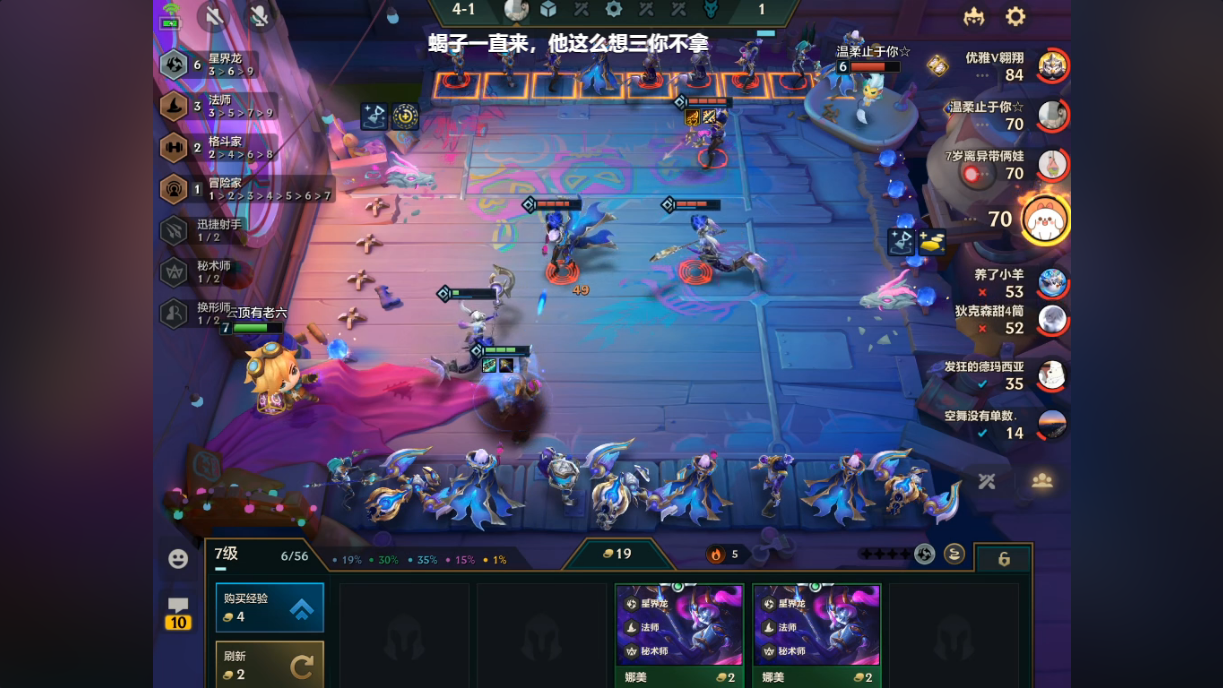 4-1
1
蝎子一直来，他这么想三你不拿
6 星界龙
3 > 6 > 9
3 法师
3 > 5 > 7 > 9
2 格斗家
2 > 4 > 6 > 8
1 冒险家
1 > 2 > 3 > 4 > 5 > 6 > 7
迅捷射手
1 / 2
秘术师
1 / 2
换形师
1 / 2
云顶有老六
7
温柔止于你☆
6
49
优雅V翱翔
84
温柔止于你☆
70
7岁离异带俩娃
70
70
养了小羊
53
狄克森甜4筒
52
发狂的德玛西亚
35
空舞没有单数.
14
10
7级
6/56
19% 30% 35% 15% 1%
19
5
购买经验
4
刷新
2
星界龙
法师
秘术师
娜美 2
星界龙
法师
秘术师
娜美 2